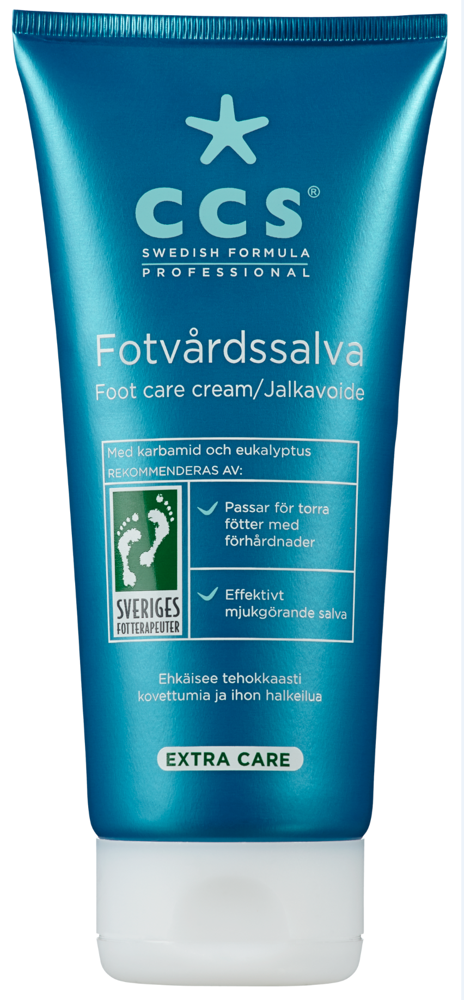 CCS®
SWEDISH FORMULA
PROFESSIONAL
Fotvårdssalva
Foot care cream/Jalkavoide
Med karbamid och eukalyptus
REKOMMENDERAS AV:
SVERIGES
FOTTERAPEUTER
Passar för torra
fötter med
förhårdnader
Effektivt
mjukgörande salva
Ehkäisee tehokkaasti
kovettumia ja ihon halkeilua
EXTRA CARE